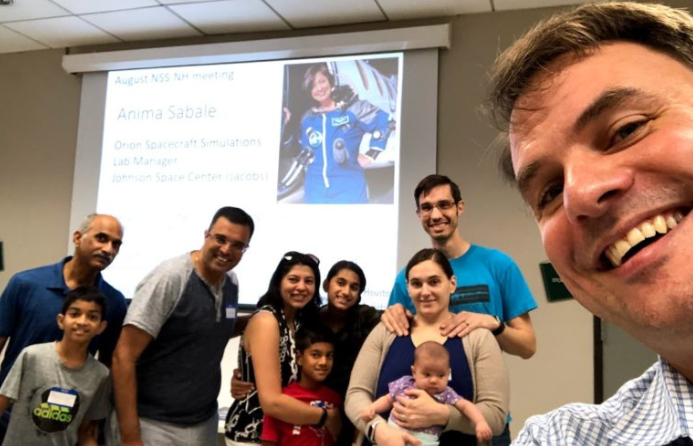 August NSS NH meeting
Anima Sabale
Orion Spacecraft Simulations
Lab Manager
Johnson Space Center (Jacobs)
adidas